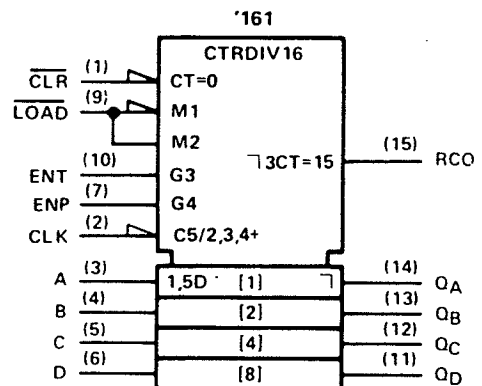 '161
CTRDIV16
CLR (1) CT=0
LOAD (9) M1
M2
ENT (10) G3
ENP (7) G4
CLK (2) C5/2,3,4+
¬3CT=15 (15) RCO
A (3) 1,5D [1] ¬ (14) QA
B (4) [2] (13) QB
C (5) [4] (12) QC
D (6) [8] (11) QD